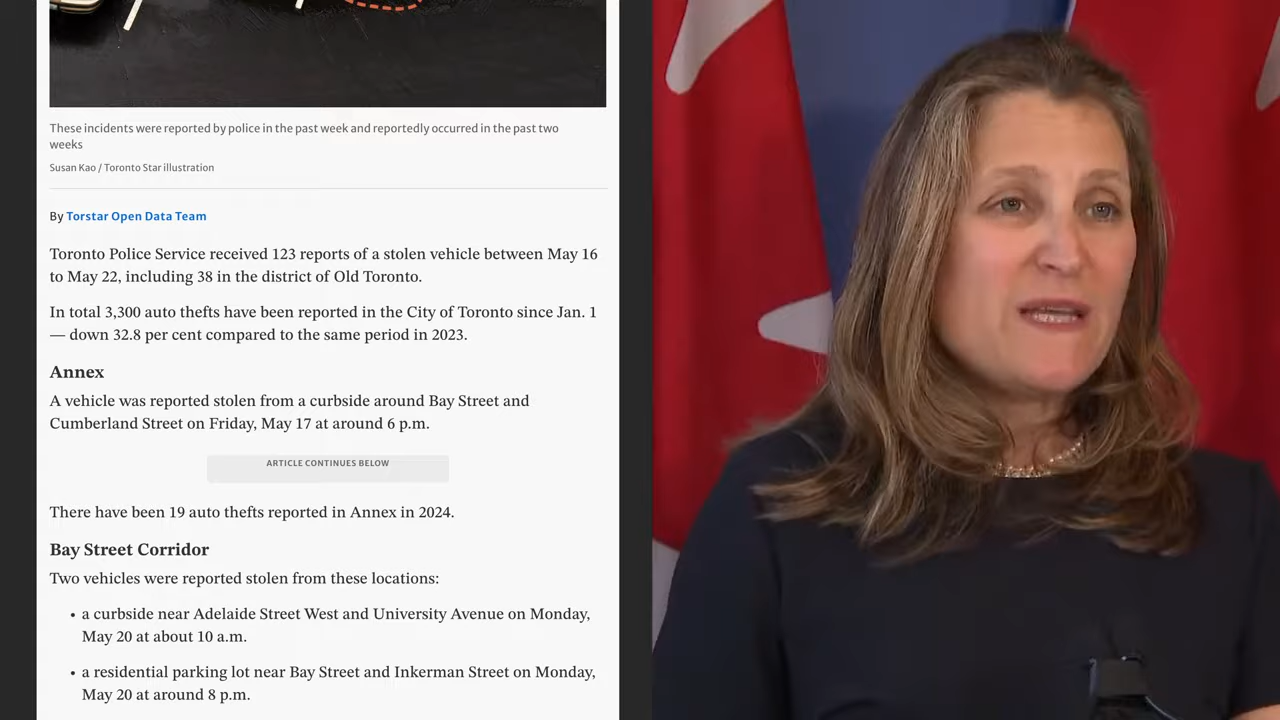 These incidents were reported by police in the past week and reportedly occurred in the past two
weeks
Susan Kao / Toronto Star illustration
By Torstar Open Data Team
Toronto Police Service received 123 reports of a stolen vehicle between May 16
to May 22, including 38 in the district of Old Toronto.
In total 3,300 auto thefts have been reported in the City of Toronto since Jan. 1
— down 32.8 per cent compared to the same period in 2023.
Annex
A vehicle was reported stolen from a curbside around Bay Street and
Cumberland Street on Friday, May 17 at around 6 p.m.
ARTICLE CONTINUES BELOW
There have been 19 auto thefts reported in Annex in 2024.
Bay Street Corridor
Two vehicles were reported stolen from these locations:
• a curbside near Adelaide Street West and University Avenue on Monday,
May 20 at about 10 a.m.
• a residential parking lot near Bay Street and Inkerman Street on Monday,
May 20 at around 8 p.m.